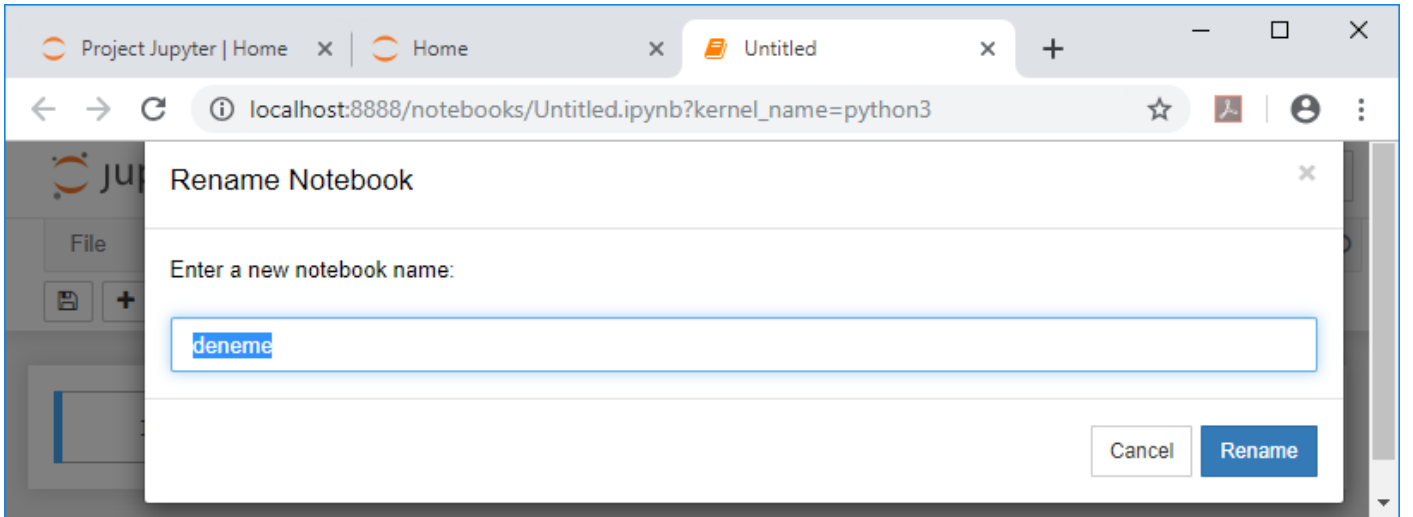 Project Jupyter | Home
Home
Untitled
localhost:8888/notebooks/Untitled.ipynb?kernel_name=python3
Rename Notebook
File
Enter a new notebook name:
deneme
Cancel
Rename